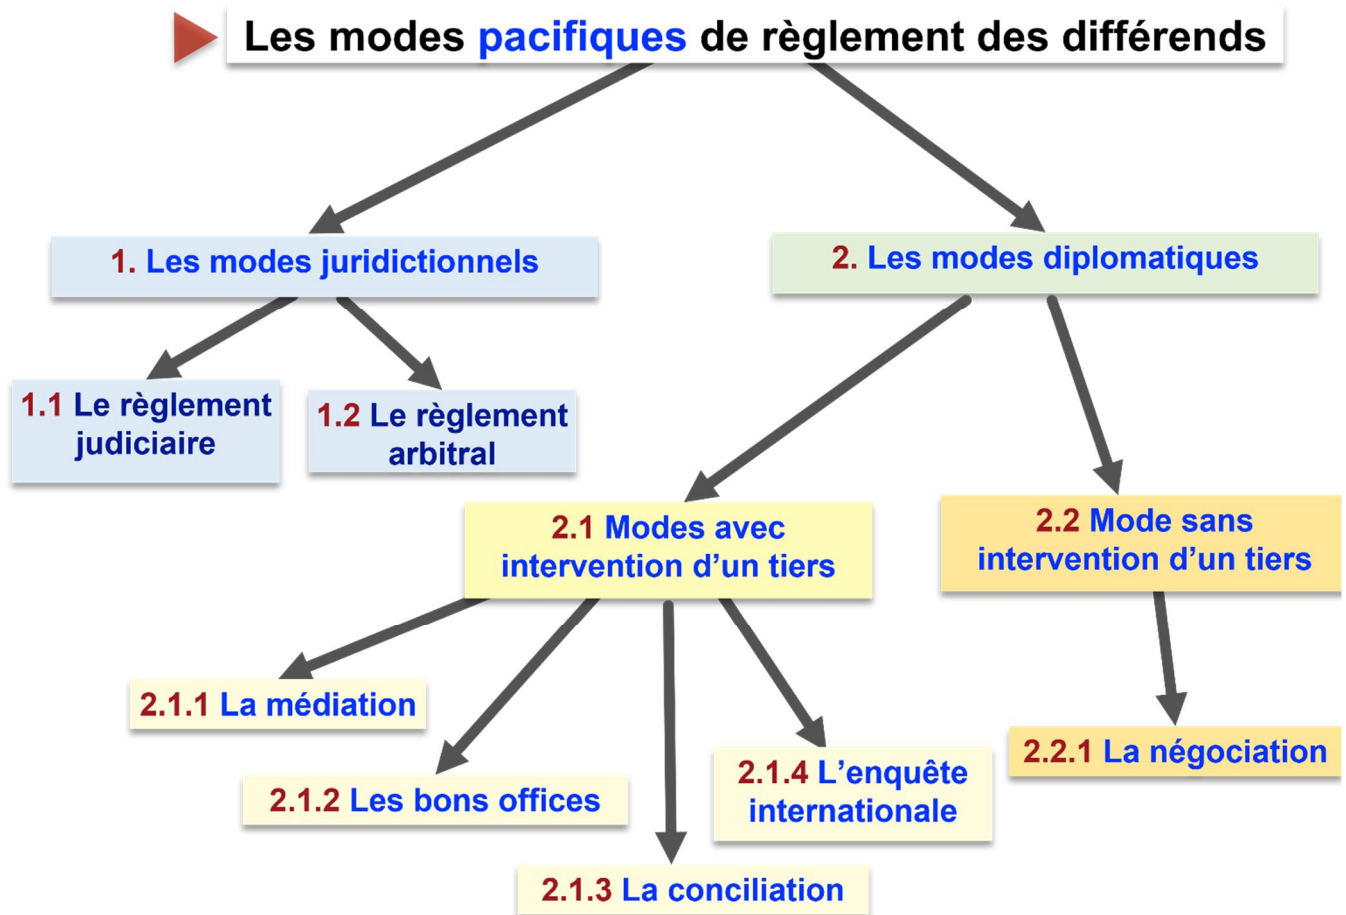 Les modes pacifiques de règlement des différends
1. Les modes juridictionnels
2. Les modes diplomatiques
1.1 Le règlement
judiciaire
1.2 Le règlement
arbitral
2.1 Modes avec
intervention d’un tiers
2.2 Mode sans
intervention d’un tiers
2.1.1 La médiation
2.1.2 Les bons offices
2.1.3 La conciliation
2.1.4 L’enquête
internationale
2.2.1 La négociation